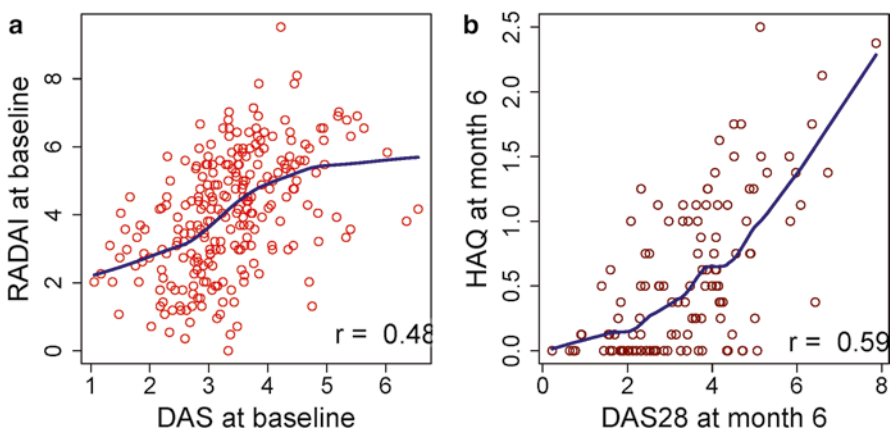 a
RADAI at baseline
8
6
4
2
0
r = 0.48
1 2 3 4 5 6
DAS at baseline
b
HAQ at month 6
2.5
2.0
1.5
1.0
0.5
0.0
r = 0.59
0 2 4 6 8
DAS28 at month 6